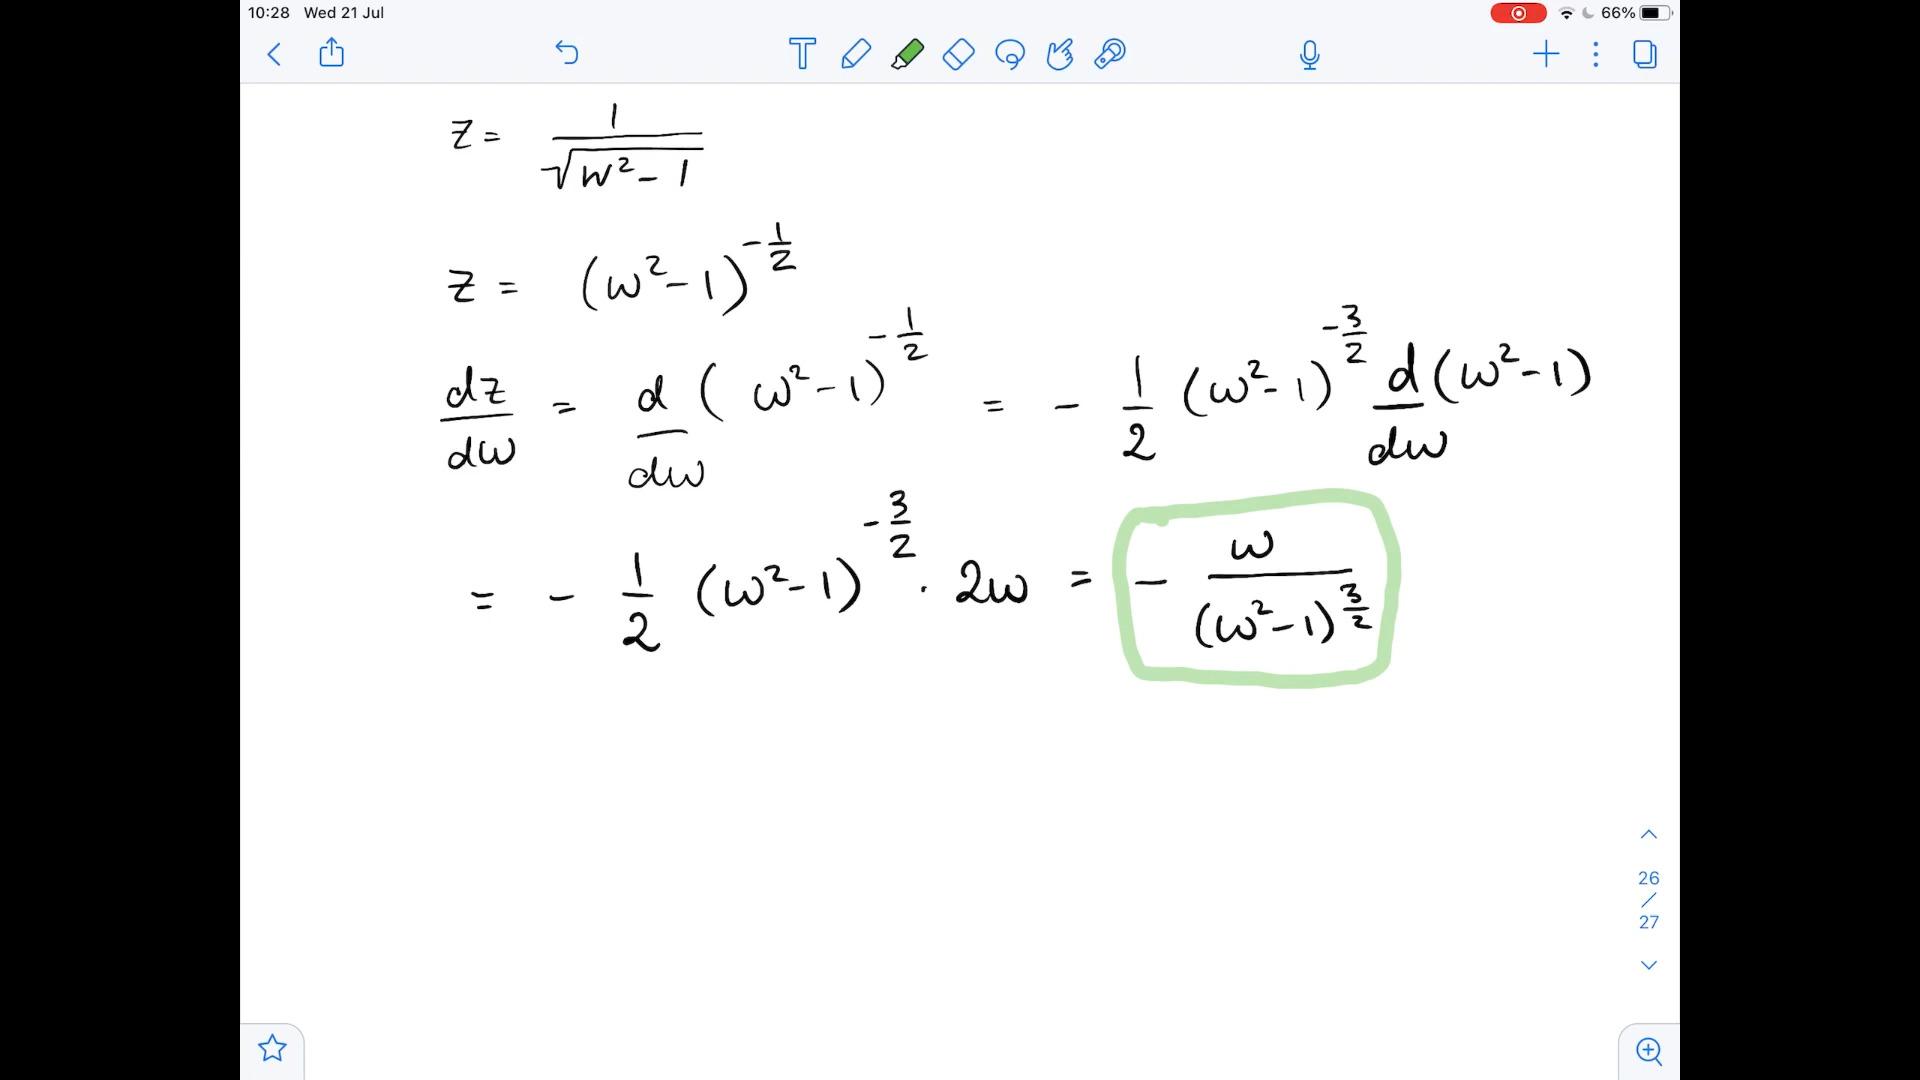 10:28 Wed 21 Jul 66%
T
z = 1/√(w² - 1)
z = (w² - 1)^(-1/2)
dz/dw = d/dw (w² - 1)^(-1/2) = - 1/2 (w² - 1)^(-3/2) d/dw (w² - 1)
= - 1/2 (w² - 1)^(-3/2) · 2w = - w/(w² - 1)^(3/2)
26
/
27